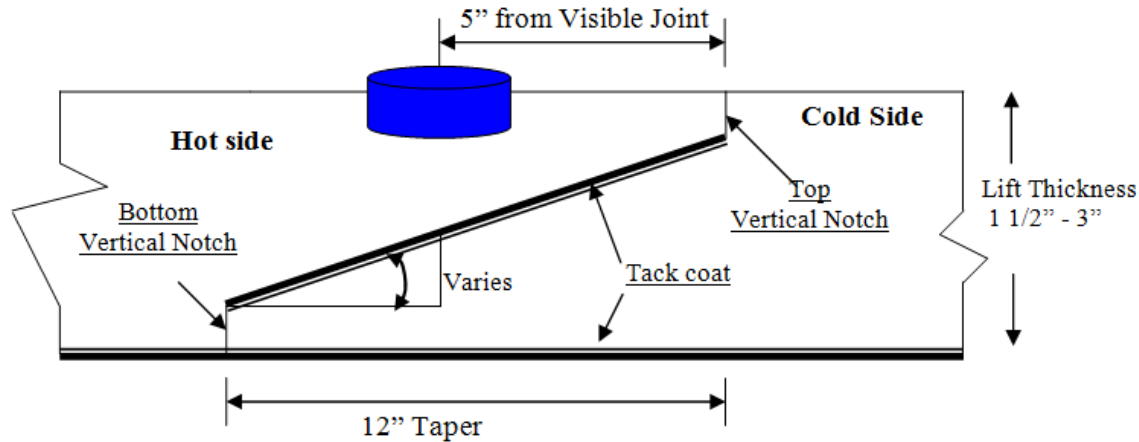 5” from Visible Joint
Hot side
Cold Side
Bottom
Vertical Notch
Top
Vertical Notch
Lift Thickness
1 1/2” - 3”
Varies
Tack coat
12” Taper